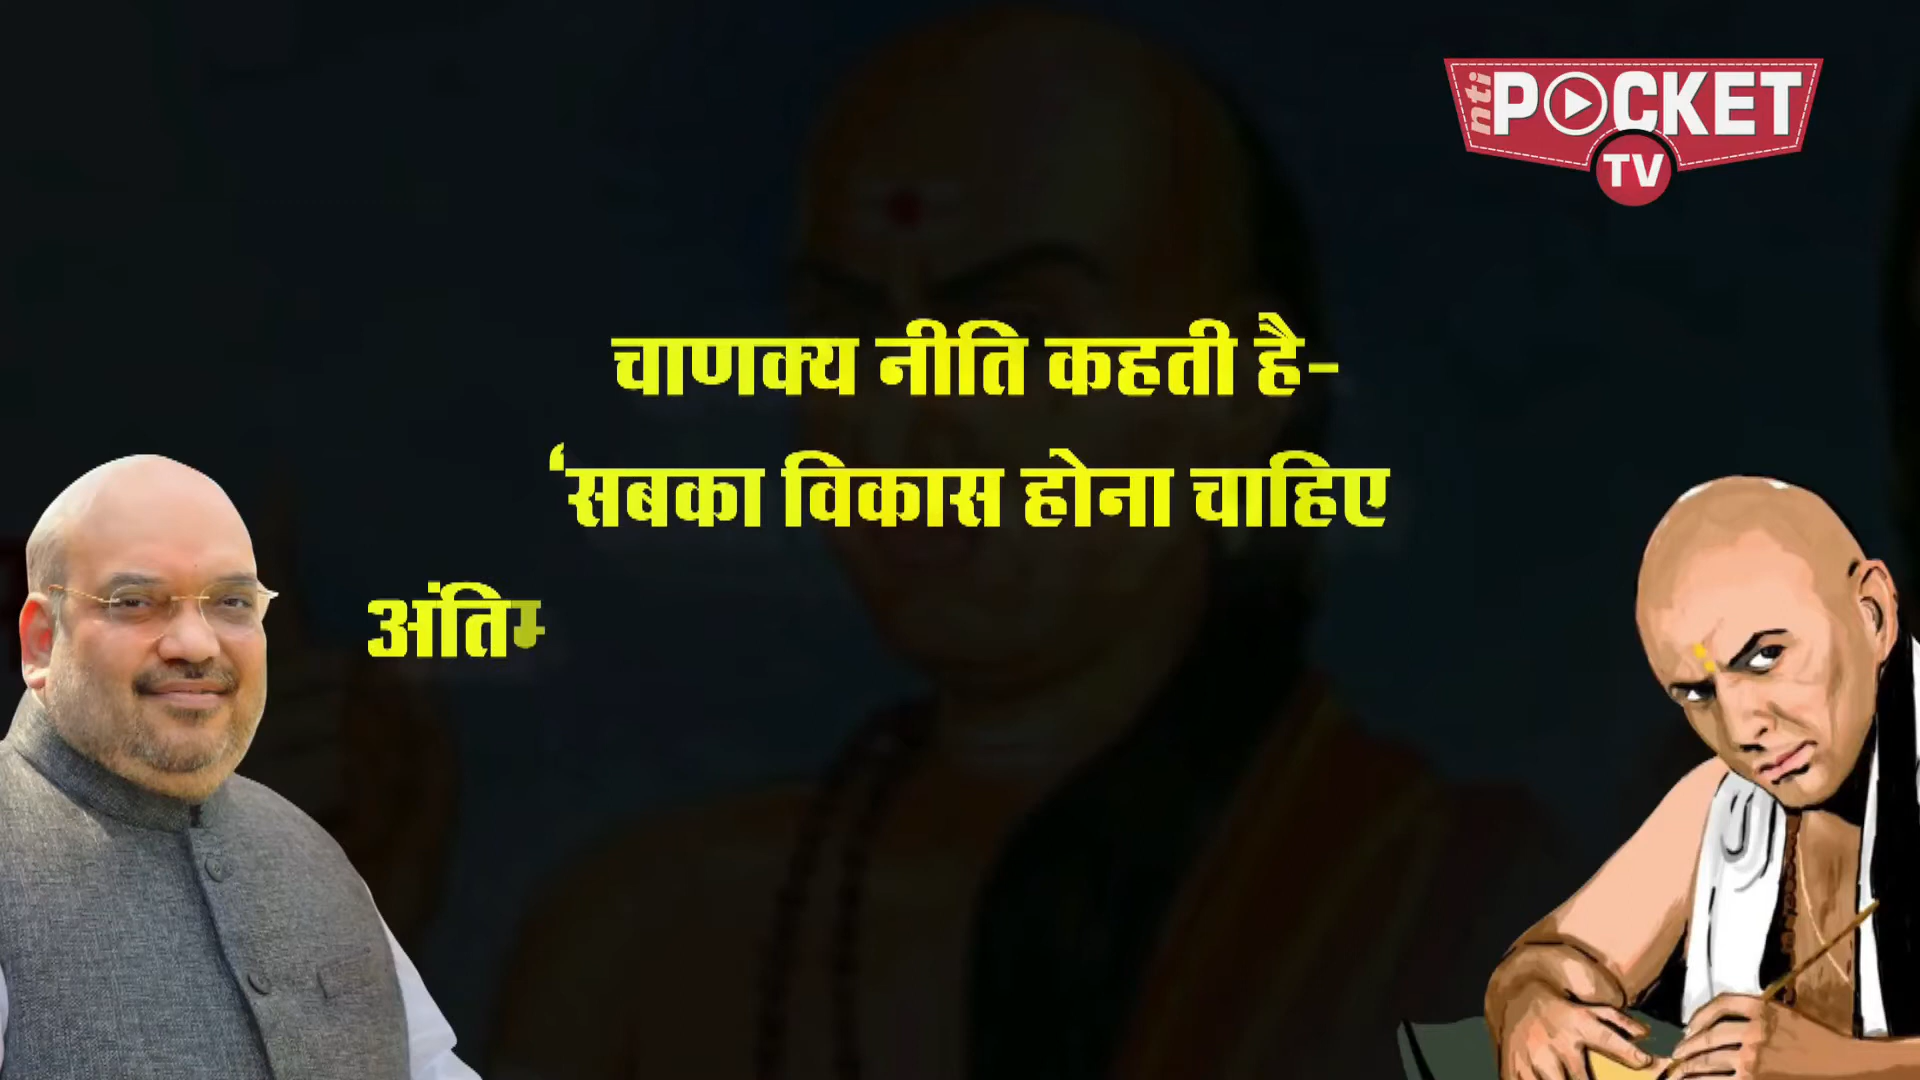 nti POCKET
TV
चाणक्य नीति कहती है-
‘सबका विकास होना चाहिए
अंतिम